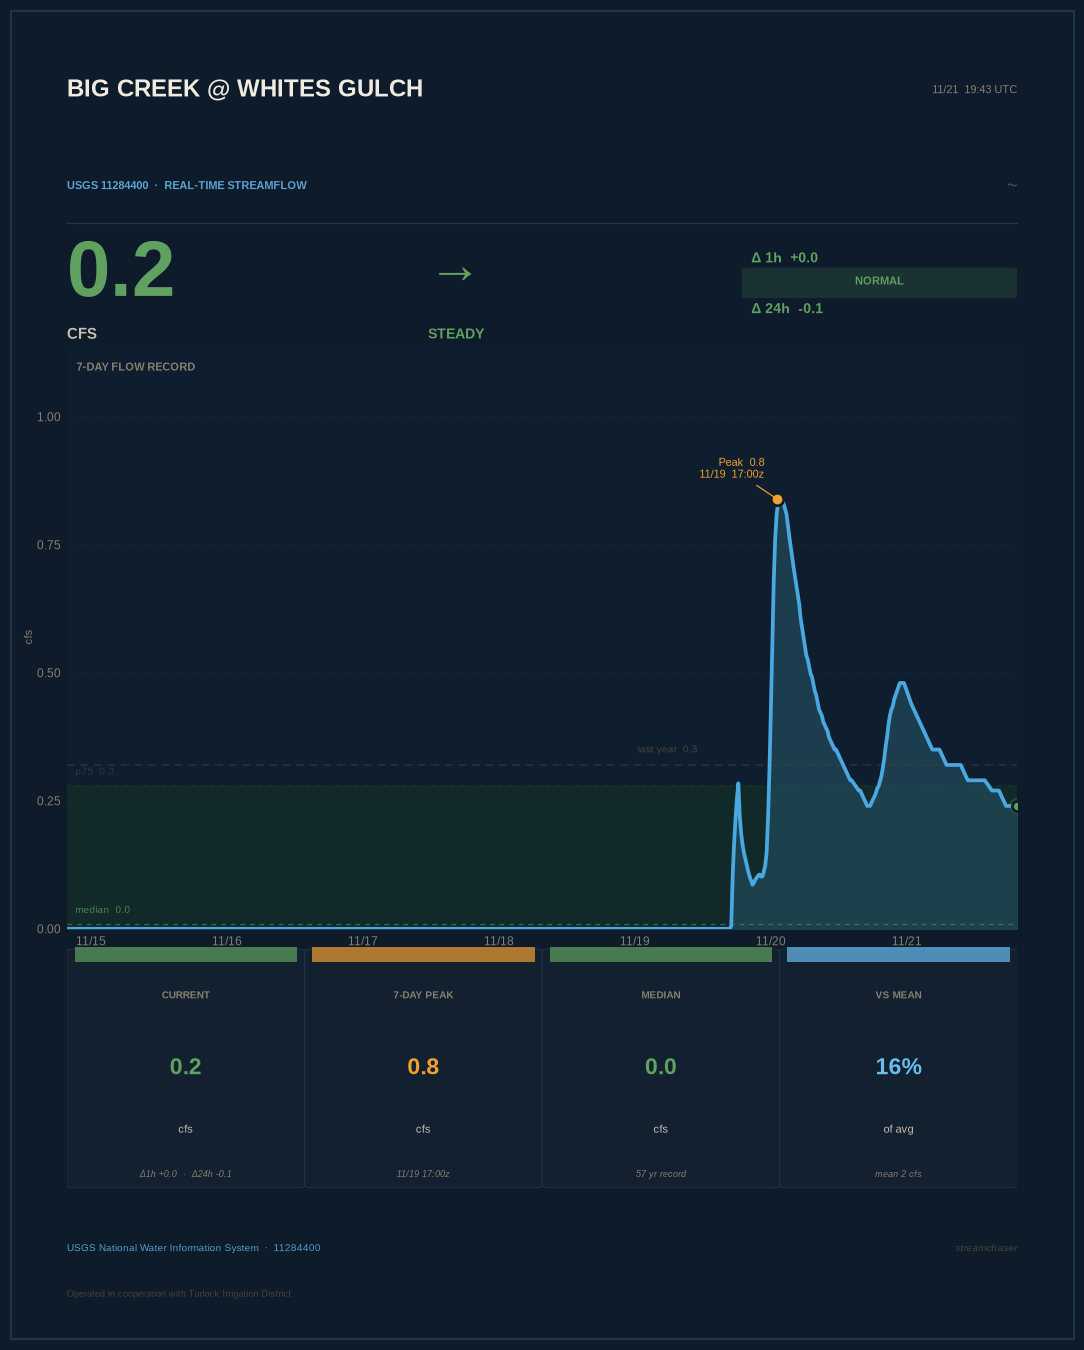 BIG CREEK @ WHITES GULCH
11/21 19:43 UTC
USGS 11284400 · REAL-TIME STREAMFLOW
~
0.2
→
Δ 1h +0.0
NORMAL
Δ 24h -0.1
CFS
STEADY
7-DAY FLOW RECORD
1.00
Peak 0.8
11/19 17:00z
0.75
cfs
0.50
last year 0.3
p75 0.3
0.25
median 0.0
0.00
11/15 11/16 11/17 11/18 11/19 11/20 11/21
CURRENT
0.2
cfs
Δ1h +0.0 · Δ24h -0.1
7-DAY PEAK
0.8
cfs
11/19 17:00z
MEDIAN
0.0
cfs
57 yr record
VS MEAN
16%
of avg
mean 2 cfs
USGS National Water Information System · 11284400
streamchaser
Operated in cooperation with Turlock Irrigation District